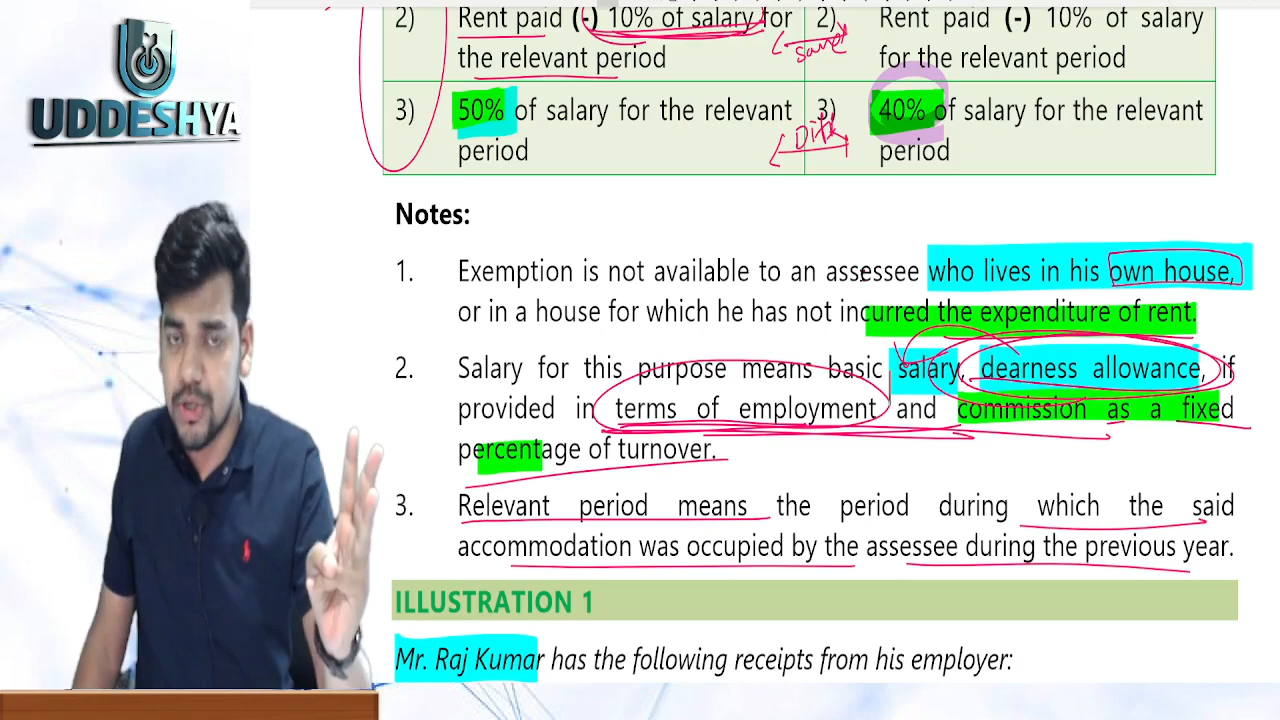 2) Rent paid (-) 10% of salary for 2) Rent paid (-) 10% of salary
the relevant period same for the relevant period
3) 50% of salary for the relevant 3) 40% of salary for the relevant
period period
UDDESHYA
Notes:
1. Exemption is not available to an assessee who lives in his own house,
or in a house for which he has not incurred the expenditure of rent.
2. Salary for this purpose means basic salary, dearness allowance, if
provided in terms of employment and commission as a fixed
percentage of turnover.
3. Relevant period means the period during which the said
accommodation was occupied by the assessee during the previous year.
ILLUSTRATION 1
Mr. Raj Kumar has the following receipts from his employer: